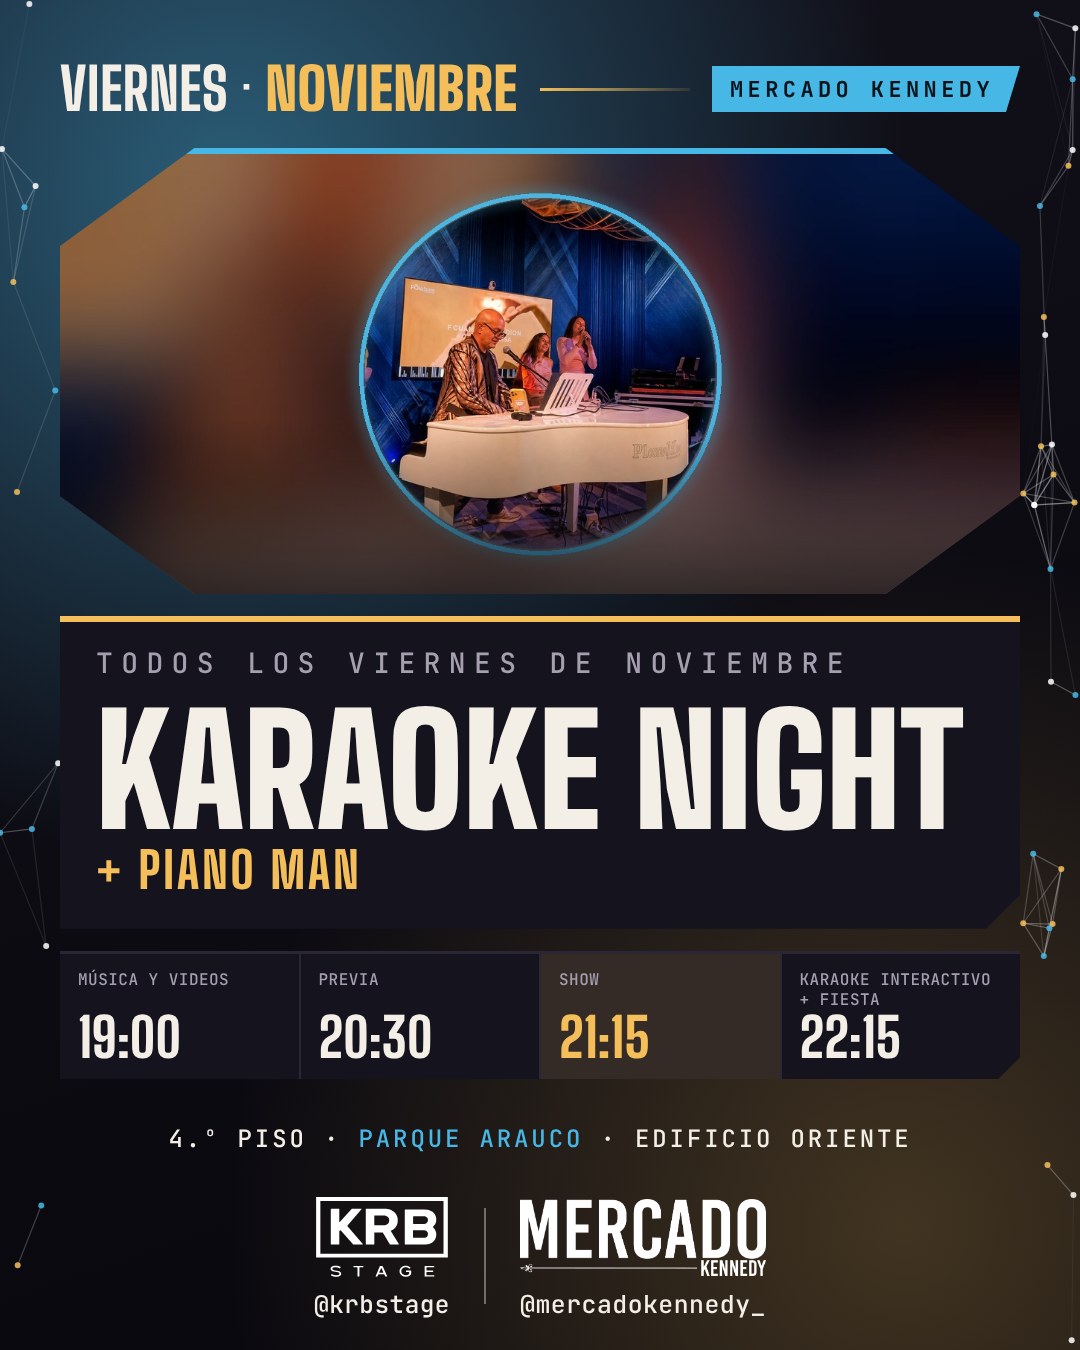 VIERNES · NOVIEMBRE
MERCADO KENNEDY
TODOS LOS VIERNES DE NOVIEMBRE
KARAOKE NIGHT
+ PIANO MAN
MÚSICA Y VIDEOS
19:00
PREVIA
20:30
SHOW
21:15
KARAOKE INTERACTIVO
+ FIESTA
22:15
4.º PISO · PARQUE ARAUCO · EDIFICIO ORIENTE
KRB
STAGE
@krbstage
MERCADO
KENNEDY
@mercadokennedy_